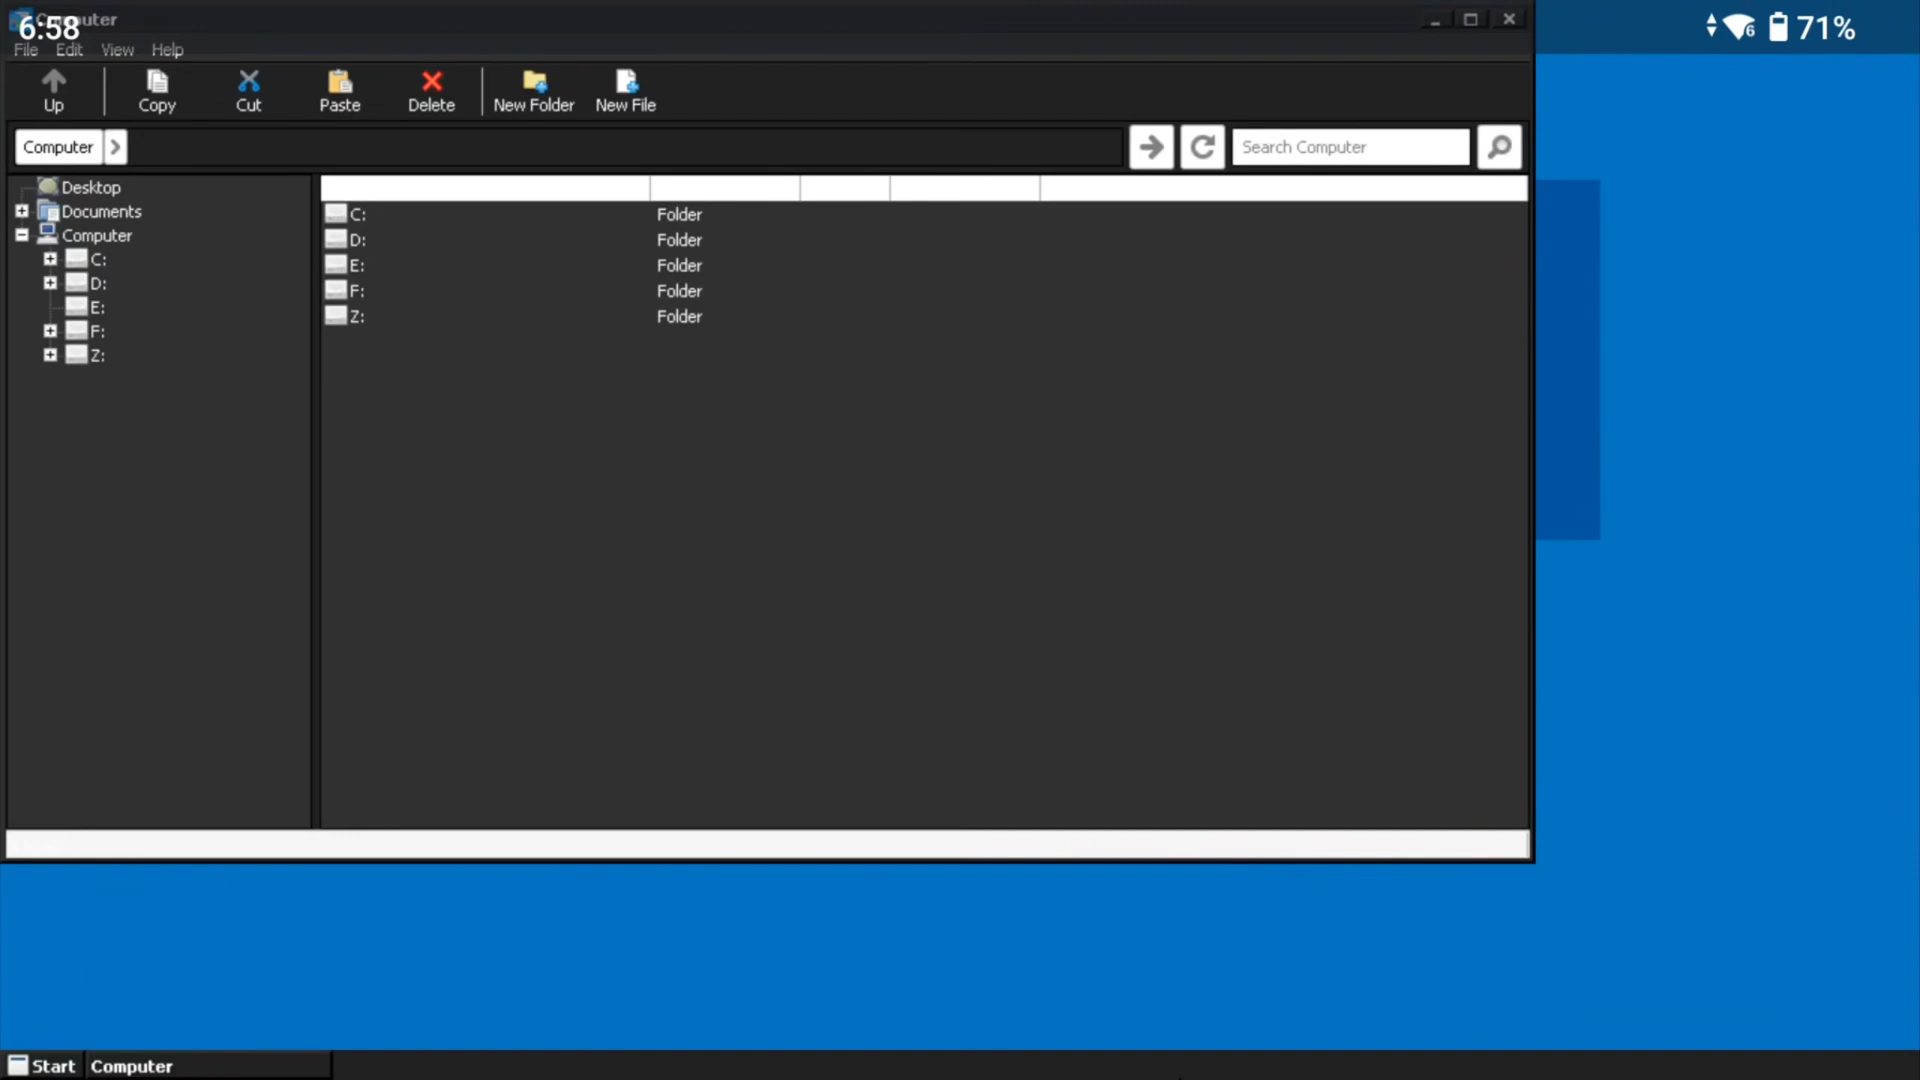 Computer
6:58
71%
File Edit View Help
Up Copy Cut Paste Delete New Folder New File
Computer Search Computer
Desktop
Documents
Computer
C:
D:
E:
F:
Z:
C: Folder
D: Folder
E: Folder
F: Folder
Z: Folder
Start Computer